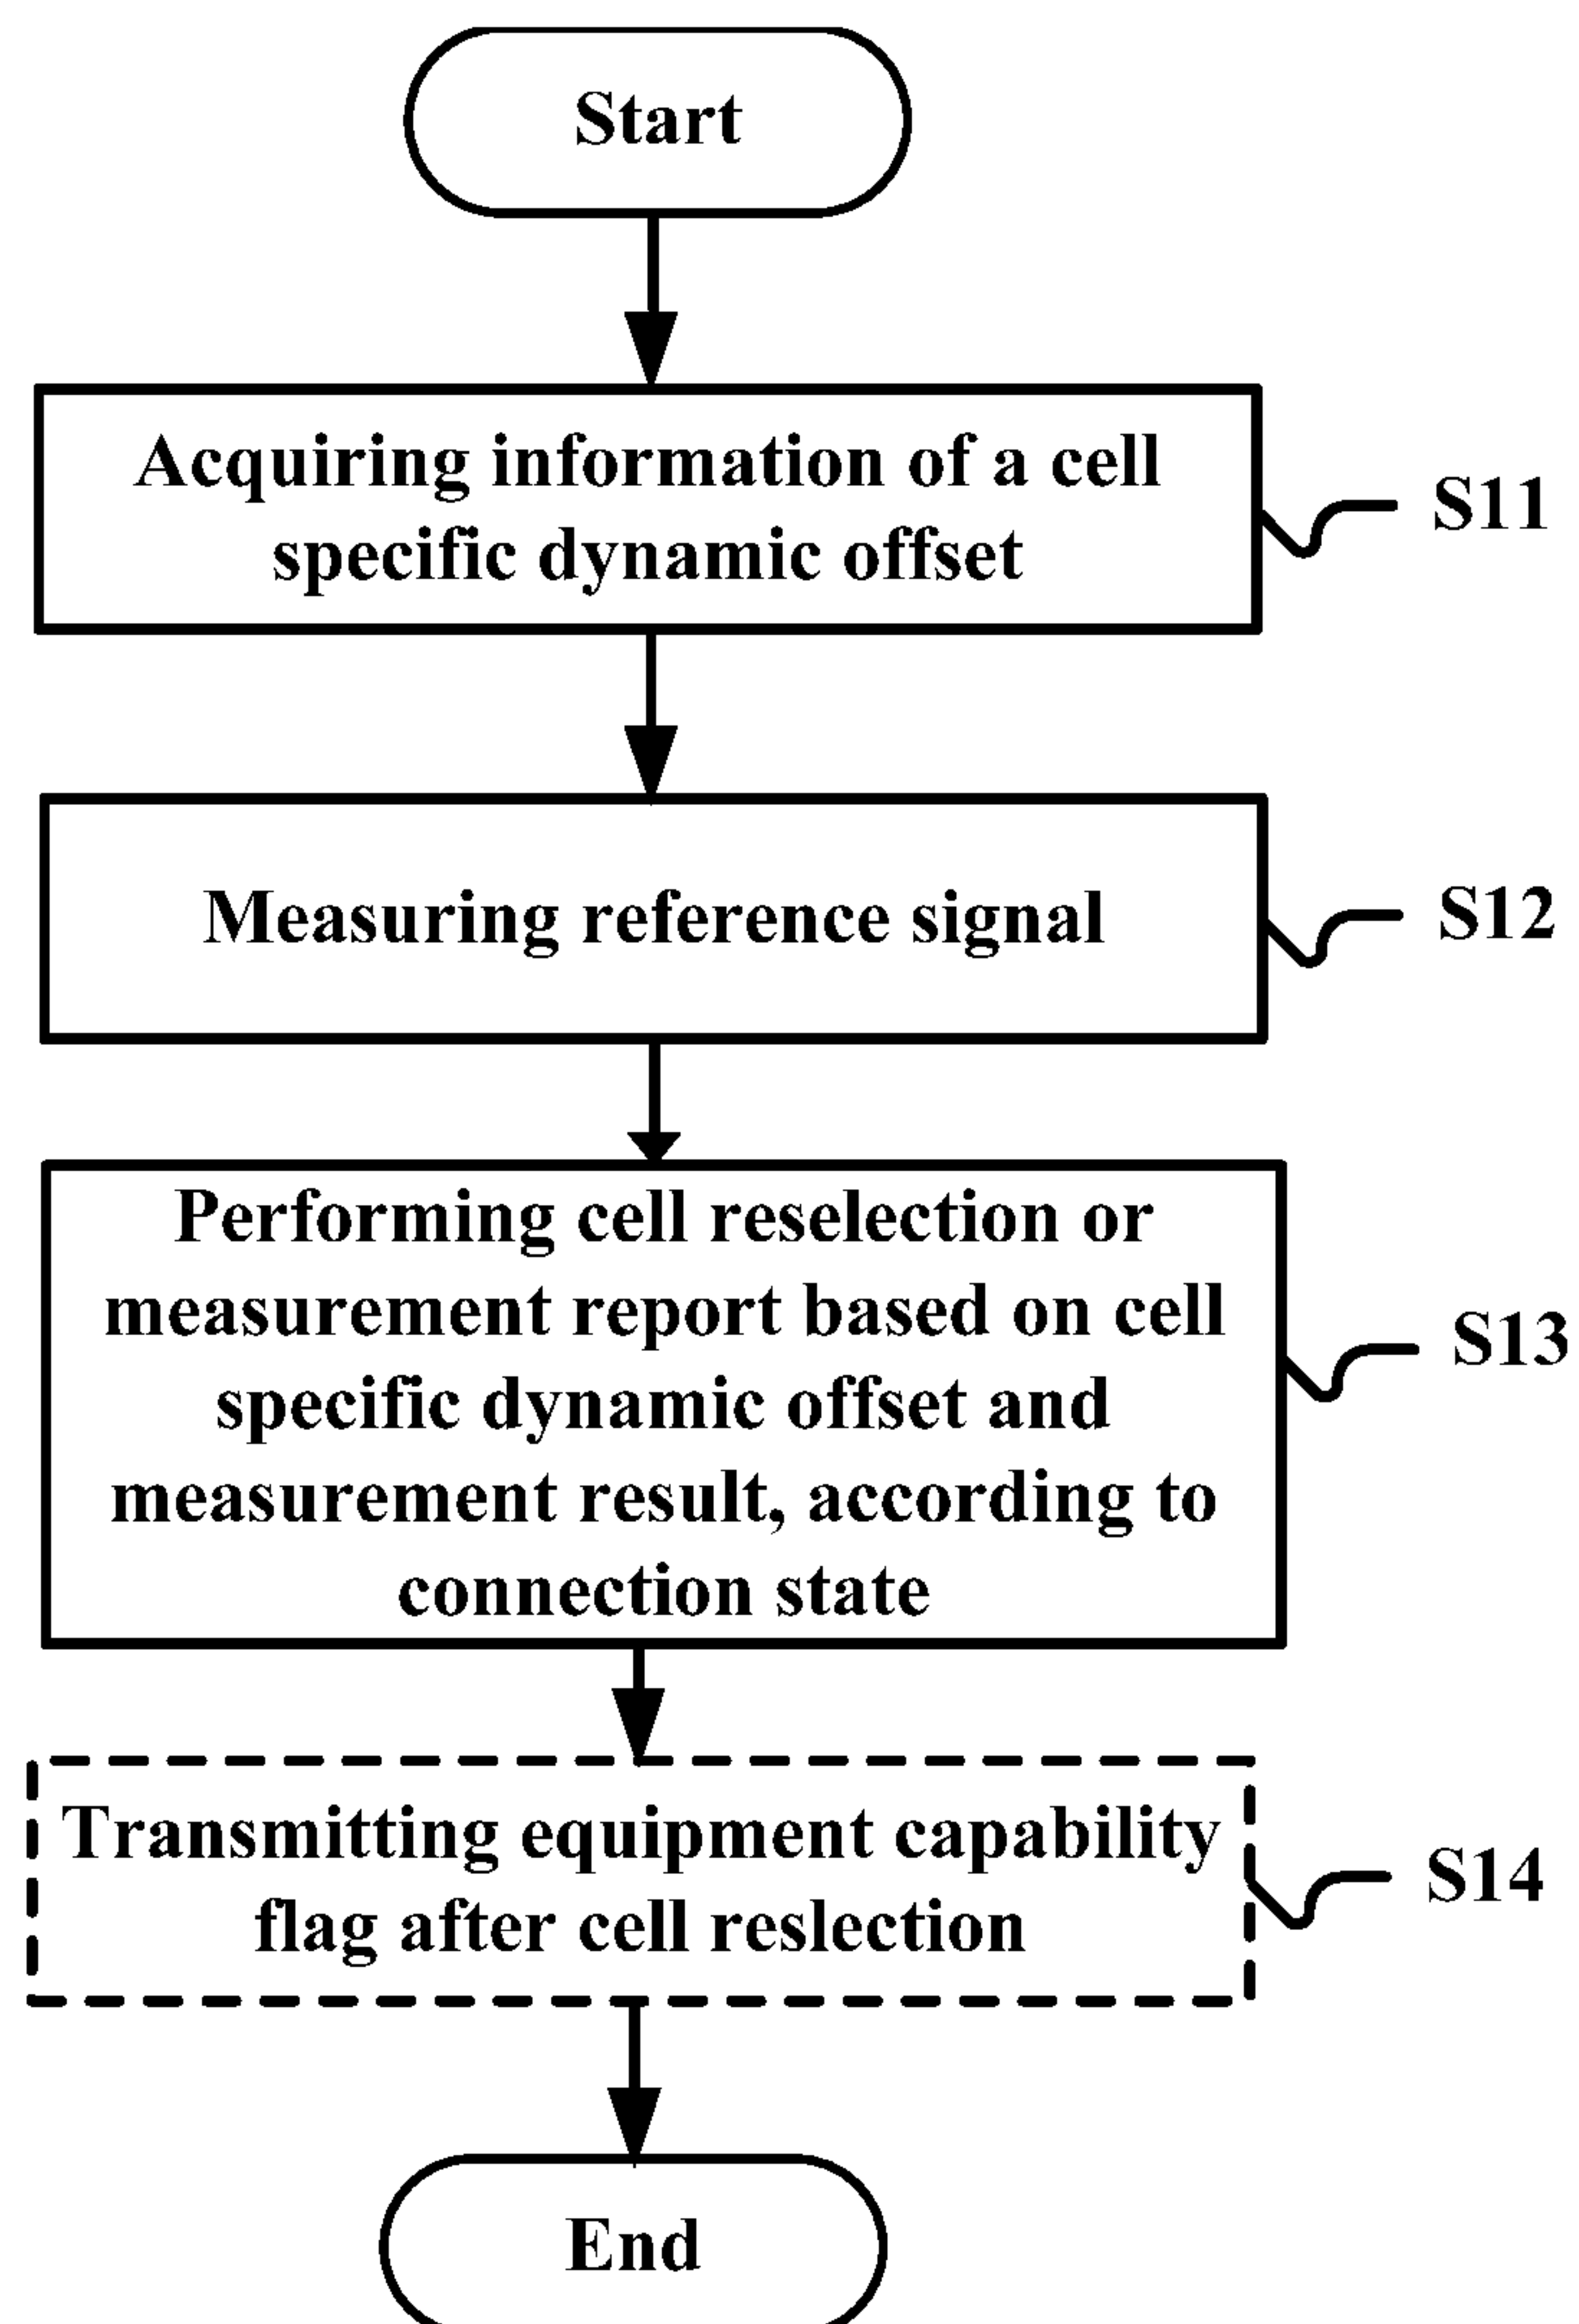 Start
Acquiring information of a cell
specific dynamic offset
S11
Measuring reference signal
S12
Performing cell reselection or
measurement report based on cell
specific dynamic offset and
measurement result, according to
connection state
S13
Transmitting equipment capability
flag after cell reslection
S14
End